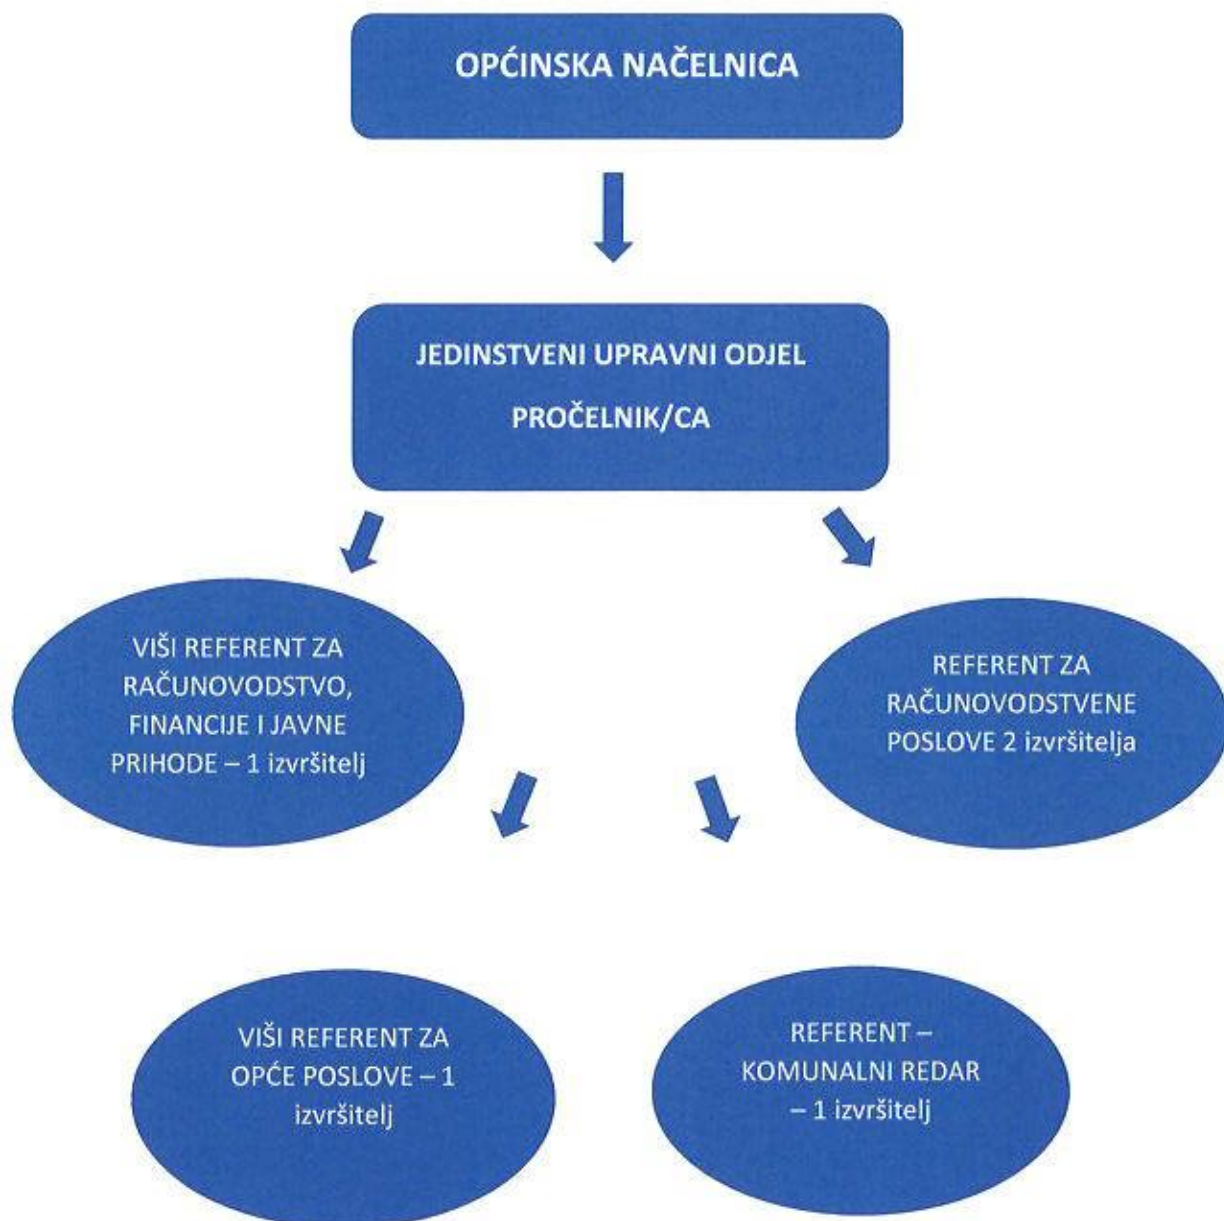 OPĆINSKA NAČELNICA
JEDINSTVENI UPRAVNI ODJEL
PROČELNIK/CA
VIŠI REFERENT ZA
RAČUNOVODSTVO,
FINANCIJE I JAVNE
PRIHODE – 1 izvršitelj
REFERENT ZA
RAČUNOVODSTVENE
POSLOVE 2 izvršitelja
VIŠI REFERENT ZA
OPĆE POSLOVE – 1
izvršitelj
REFERENT –
KOMUNALNI REDAR
– 1 izvršitelj